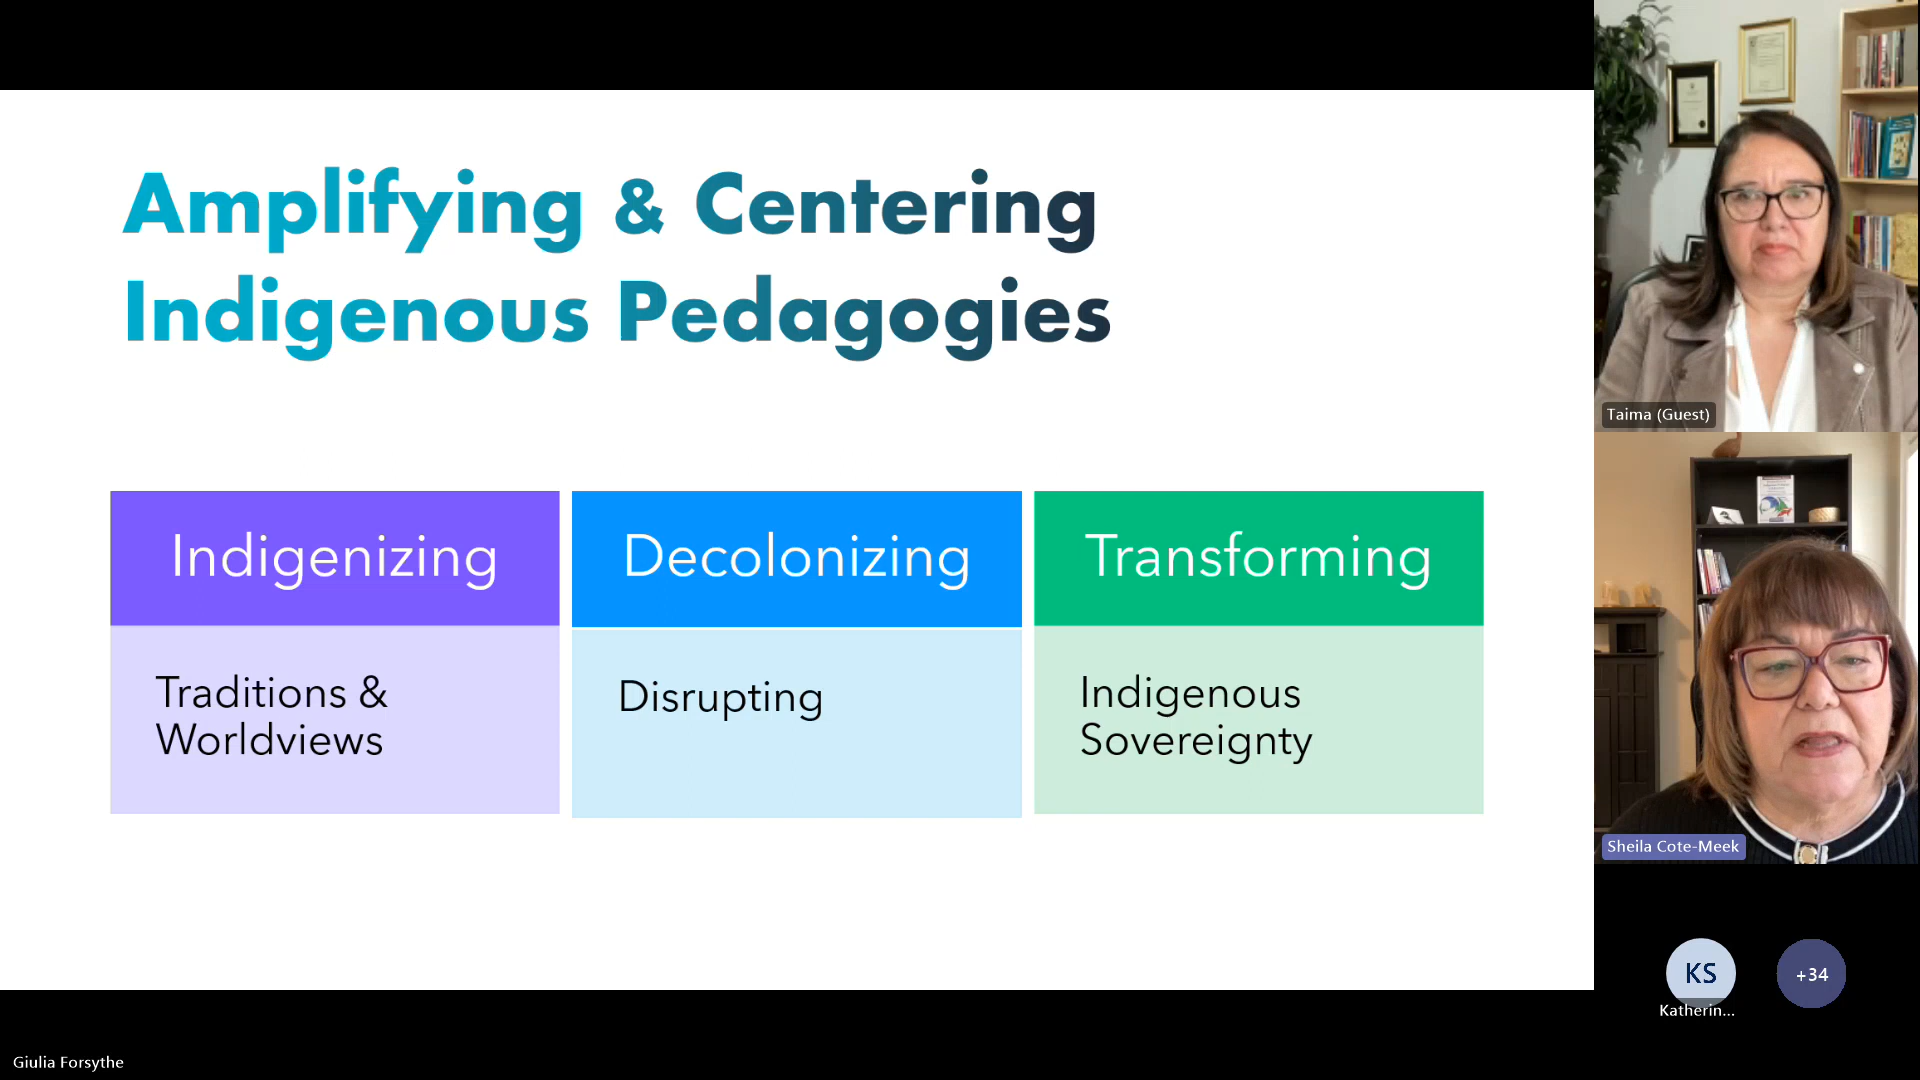 Amplifying & Centering
Indigenous Pedagogies
Indigenizing
Decolonizing
Transforming
Traditions &
Worldviews
Disrupting
Indigenous
Sovereignty
Taima (Guest)
Sheila Cote-Meek
KS
+34
Katherin...
Giulia Forsythe